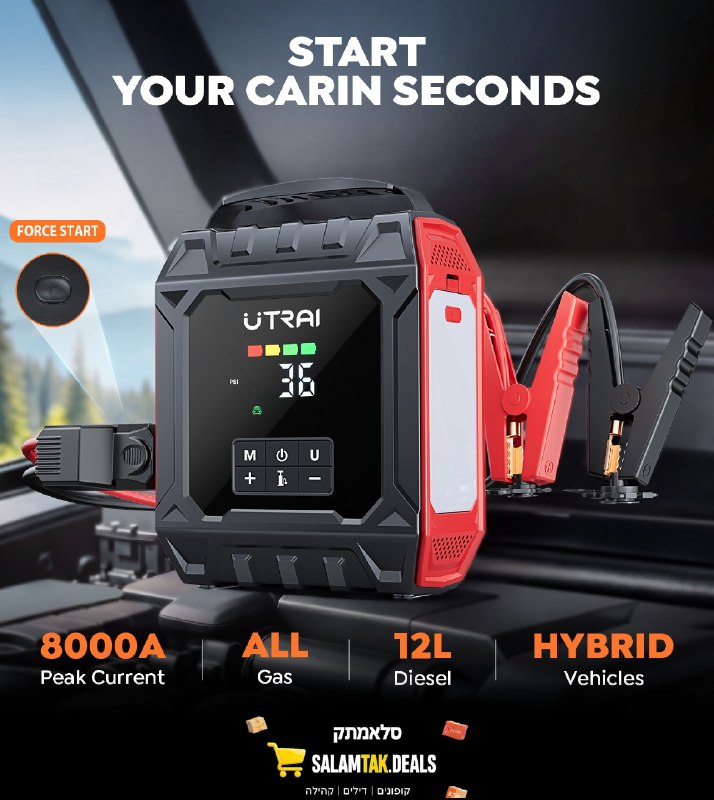 START
YOUR CARIN SECONDS
FORCE START
UTRAI
PSI
36
M U
+ −
8000A
Peak Current
ALL
Gas
12L
Diesel
HYBRID
Vehicles
סלאמתק
SALAMTAK.DEALS
קופונים | דילים | קהילה